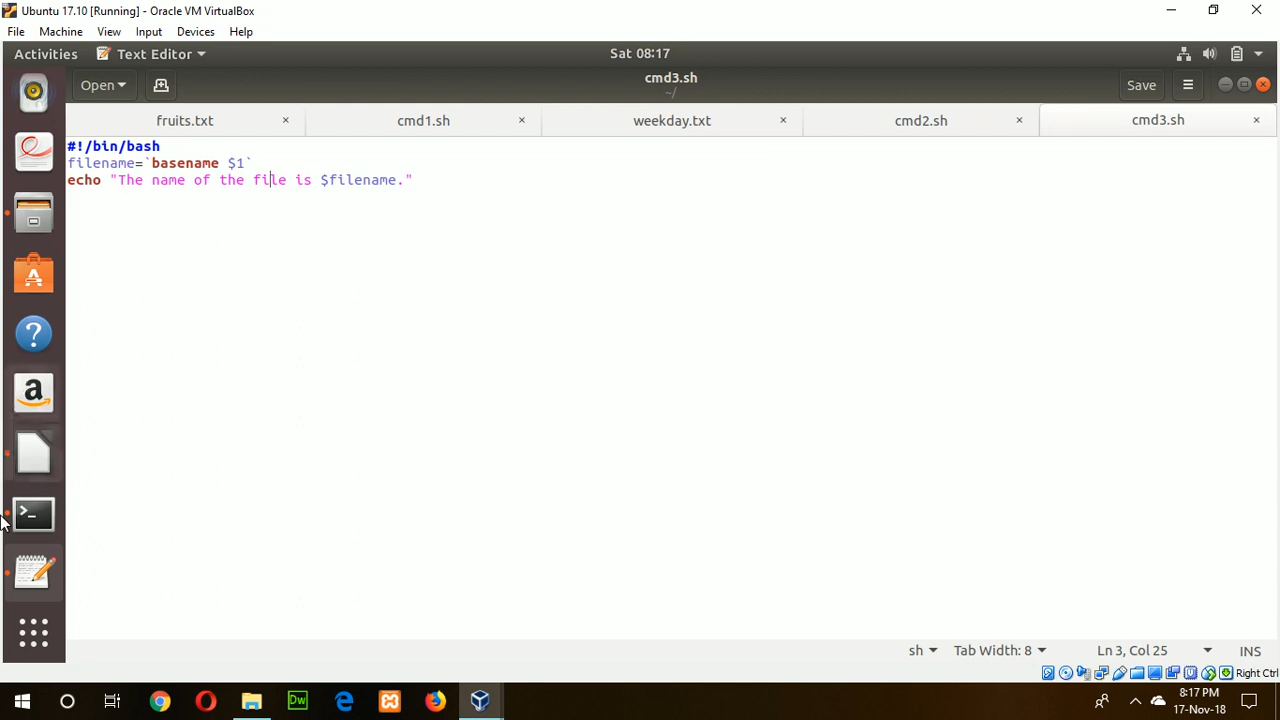 Ubuntu 17.10 [Running] - Oracle VM VirtualBox
File Machine View Input Devices Help
Activities Text Editor Sat 08:17
Open cmd3.sh Save
~/
fruits.txt × cmd1.sh × weekday.txt × cmd2.sh × cmd3.sh ×
#!/bin/bash
filename=`basename $1`
echo "The name of the file is $filename."
sh Tab Width: 8 Ln 3, Col 25 INS
Right Ctrl
Dw
8:17 PM
17-Nov-18